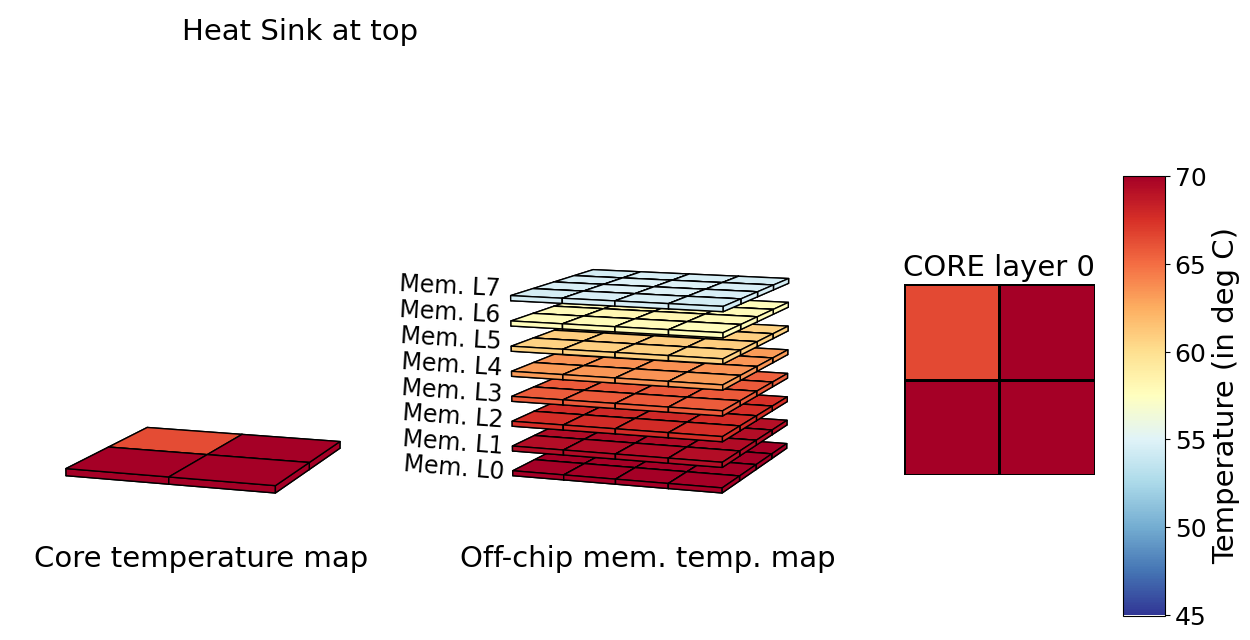 Heat Sink at top
Mem. L7
Mem. L6
Mem. L5
Mem. L4
Mem. L3
Mem. L2
Mem. L1
Mem. L0
Core temperature map
Off-chip mem. temp. map
CORE layer 0
70
65
60
55
50
45
Temperature (in deg C)